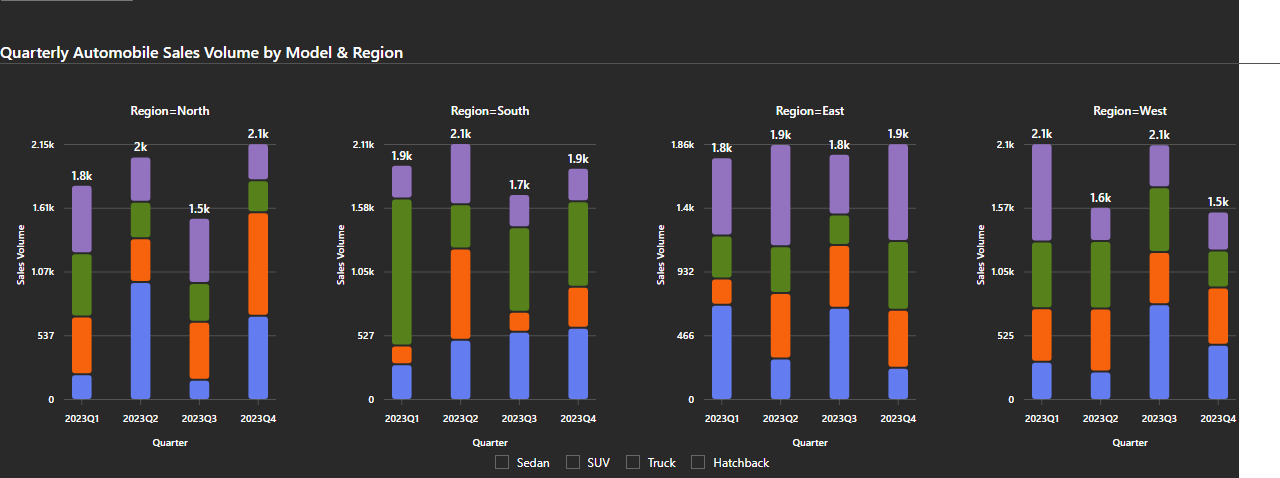 Quarterly Automobile Sales Volume by Model & Region
Region=North
2.15k
1.61k
1.07k
537
0
Sales Volume
1.8k
2k
1.5k
2.1k
2023Q1 2023Q2 2023Q3 2023Q4
Quarter
Region=South
2.11k
1.58k
1.05k
527
0
Sales Volume
1.9k
2.1k
1.7k
1.9k
2023Q1 2023Q2 2023Q3 2023Q4
Quarter
Region=East
1.86k
1.4k
932
466
0
Sales Volume
1.8k
1.9k
1.8k
1.9k
2023Q1 2023Q2 2023Q3 2023Q4
Quarter
Region=West
2.1k
1.57k
1.05k
525
0
Sales Volume
2.1k
1.6k
2.1k
1.5k
2023Q1 2023Q2 2023Q3 2023Q4
Quarter
Sedan SUV Truck Hatchback